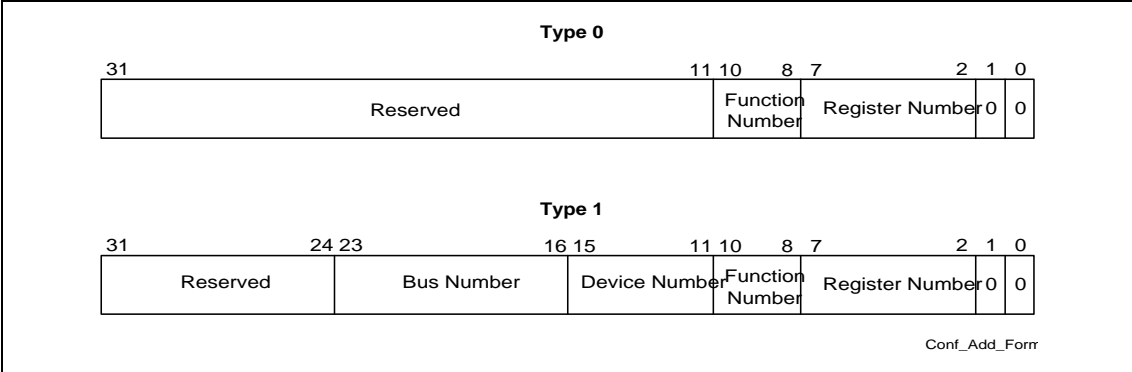 Type 0
31 11 10 8 7 2 1 0
Reserved Function Number Register Number 0 0
Type 1
31 24 23 16 15 11 10 8 7 2 1 0
Reserved Bus Number Device Number Function Number Register Number 0 0
Conf_Add_Form